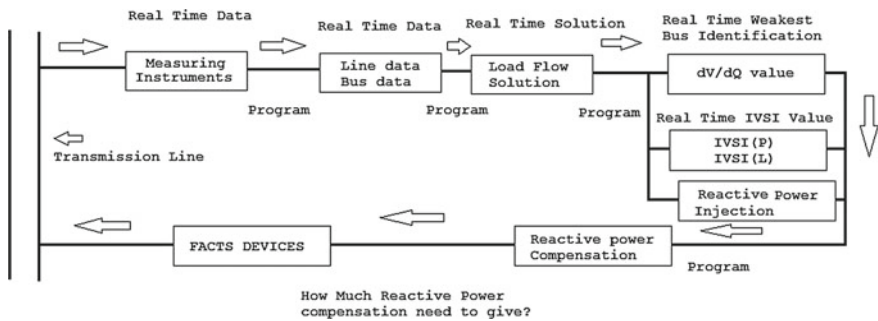 Real Time Data
Real Time Data
Real Time Solution
Real Time Weakest
Bus Identification
Measuring
Instruments
Line data
Bus data
Load Flow
Solution
dV/dQ value
Program
Program
Program
Real Time IVSI Value
IVSI(P)
IVSI(L)
Transmission Line
Reactive Power
Injection
FACTS DEVICES
Reactive power
Compensation
Program
How Much Reactive Power
compensation need to give?